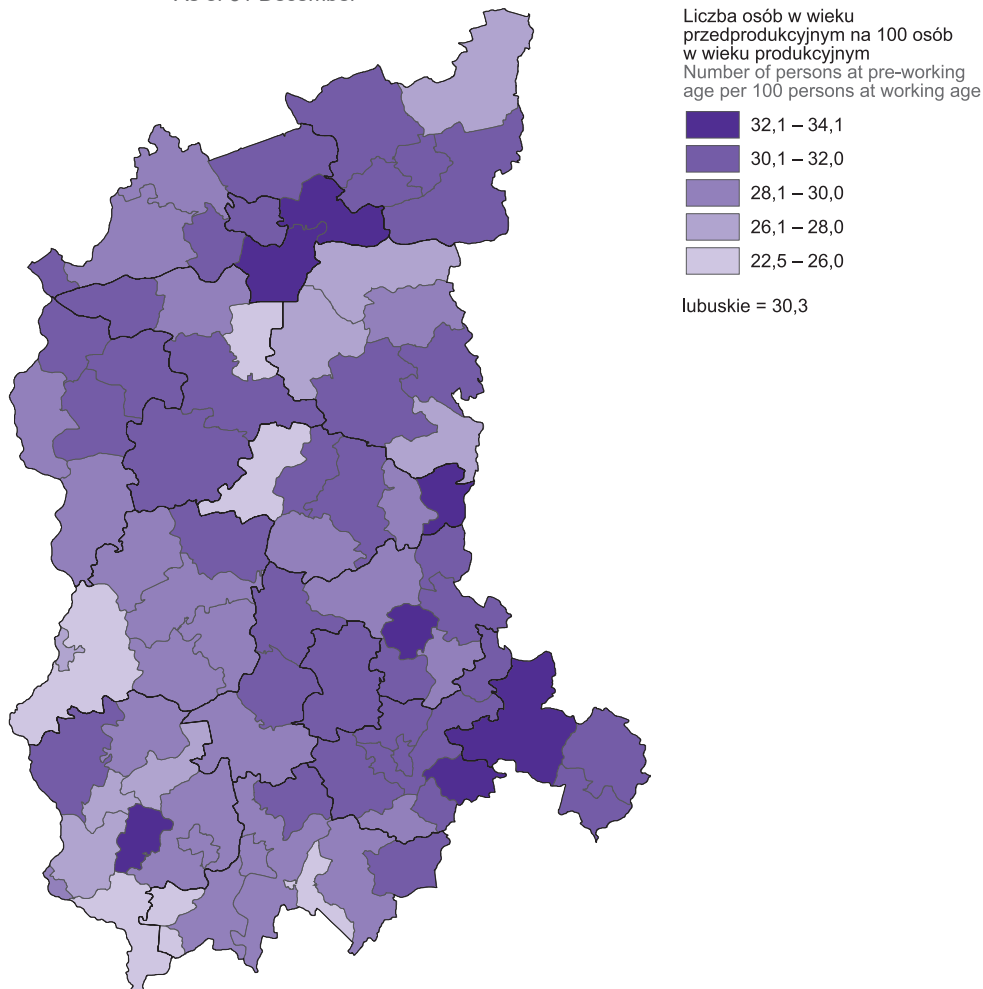 Liczba osób w wieku
przedprodukcyjnym na 100 osób
w wieku produkcyjnym
Number of persons at pre-working
age per 100 persons at working age
32,1 – 34,1
30,1 – 32,0
28,1 – 30,0
26,1 – 28,0
22,5 – 26,0
lubuskie = 30,3